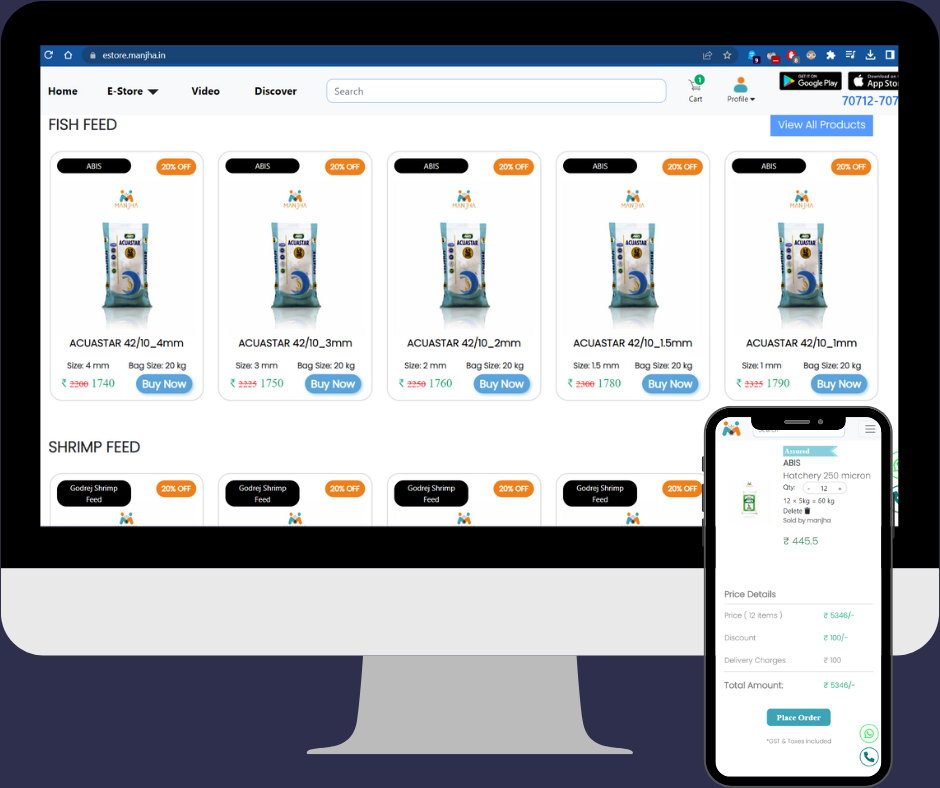 estore.manjha.in
9
Home
E-Store
Video
Discover
Search
1
Cart
Profile
GET IT ON
Google Play
Download on
App Sto
70712-707
FISH FEED
View All Products
ABIS
20% OFF
MANJHA
ACUASTAR
ACUASTAR 42/10_4mm
Size: 4 mm Bag Size: 20 kg
₹ 2200 1740
Buy Now
ABIS
20% OFF
MANJHA
ACUASTAR
ACUASTAR 42/10_3mm
Size: 3 mm Bag Size: 20 kg
₹ 2225 1750
Buy Now
ABIS
20% OFF
MANJHA
ACUASTAR
ACUASTAR 42/10_2mm
Size: 2 mm Bag Size: 20 kg
₹ 2250 1760
Buy Now
ABIS
20% OFF
MANJHA
ACUASTAR
ACUASTAR 42/10_1.5mm
Size: 1.5 mm Bag Size: 20 kg
₹ 2300 1780
Buy Now
ABIS
20% OFF
MANJHA
ACUASTAR
ACUASTAR 42/10_1mm
Size: 1 mm Bag Size: 20 kg
₹ 2325 1790
Buy Now
SHRIMP FEED
Godrej Shrimp
Feed
20% OFF
Godrej Shrimp
Feed
20% OFF
Godrej Shrimp
Feed
20% OFF
Godrej Shrimp
Feed
20% OFF
Search
Assured
ABIS
Hatchery 250 micron
Qty: - 12 +
12 × 5kg = 60 kg
Delete
Sold by manjha
₹ 445.5
Price Details
Price ( 12 items ) ₹ 5346/-
Discount ₹ 100/-
Delivery Charges ₹ 100
Total Amount: ₹ 5346/-
Place Order
*GST & Taxes included